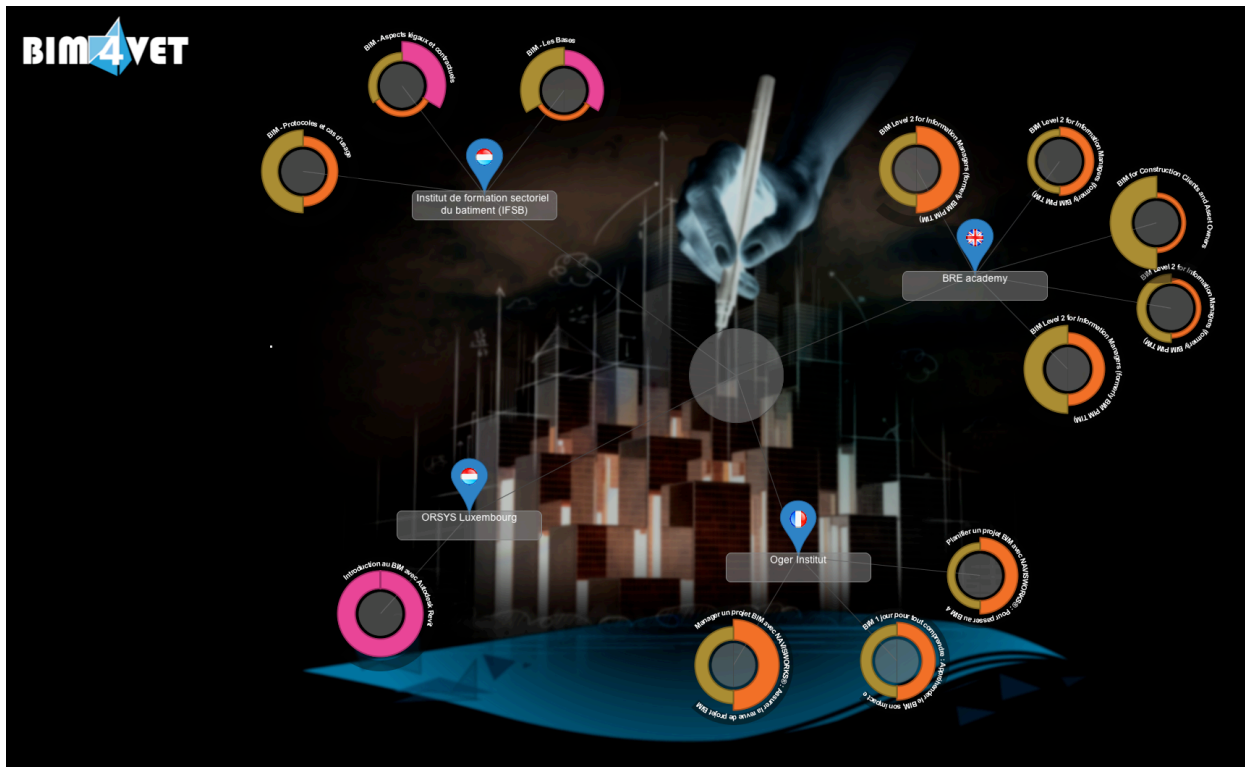 BIM4VET
BIM - Aspects légaux et contractuels
BIM - Les Bases
BIM - Protocoles et cas d'usage
Institut de formation sectoriel
du batiment (IFSB)
BIM Level 2 for Information Managers (formerly BIM PIM TIM)
BIM Level 2 for Information Managers (formerly BIM PIM TIM)
BIM for Construction Clients and Asset Owners
BRE academy
BIM Level 2 for Information Managers (formerly BIM PIM TIM)
BIM Level 2 for Information Managers (formerly BIM PIM TIM)
ORSYS Luxembourg
Introduction au BIM avec Autodesk Revit
Oger Institut
Planifier un projet BIM avec NAVISWORKS® : pour passer au BIM 4
Manager un projet BIM avec NAVISWORKS® : Assurer la revue de projet BIM
BIM 1 jour pour tout comprendre : Appréhender le BIM, son impact e